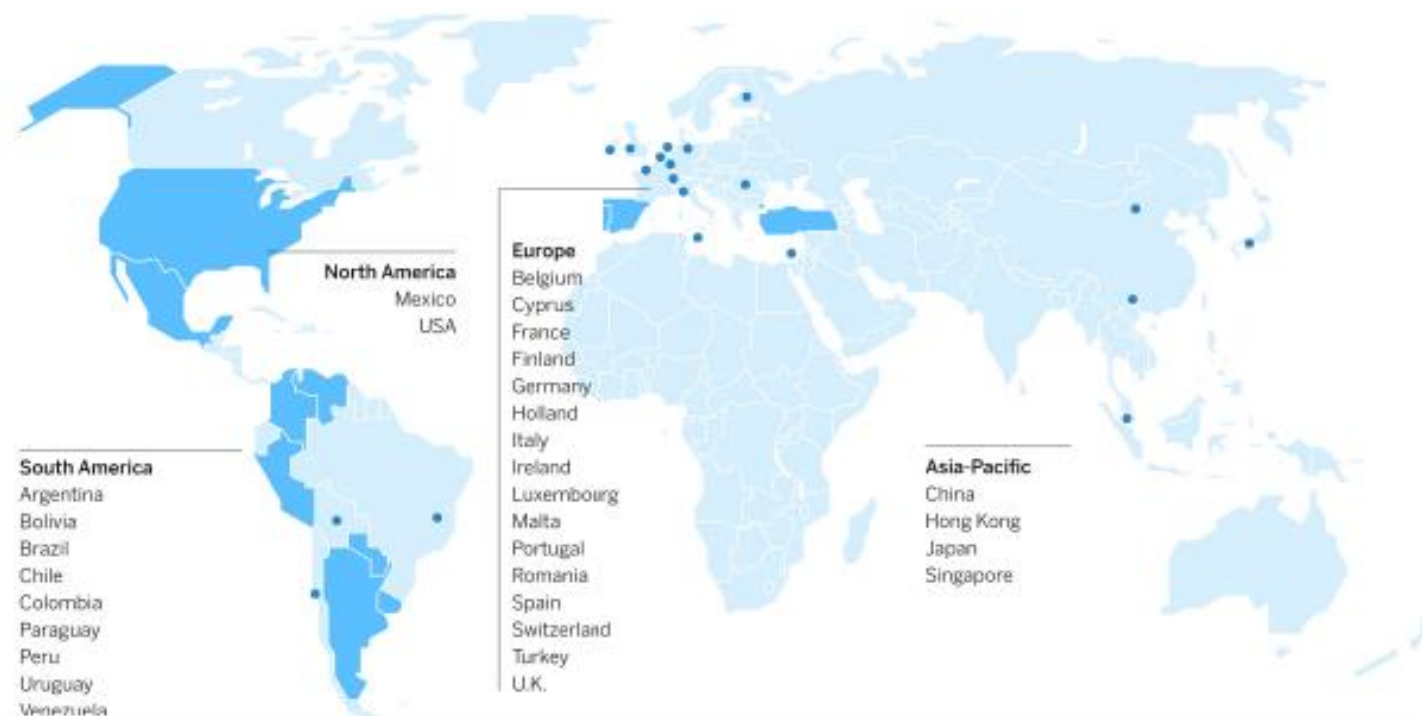 North America
Mexico
USA
South America
Argentina
Bolivia
Brazil
Chile
Colombia
Paraguay
Peru
Uruguay
Venezuela
Europe
Belgium
Cyprus
France
Finland
Germany
Holland
Italy
Ireland
Luxembourg
Malta
Portugal
Romania
Spain
Switzerland
Turkey
U.K.
Asia-Pacific
China
Hong Kong
Japan
Singapore